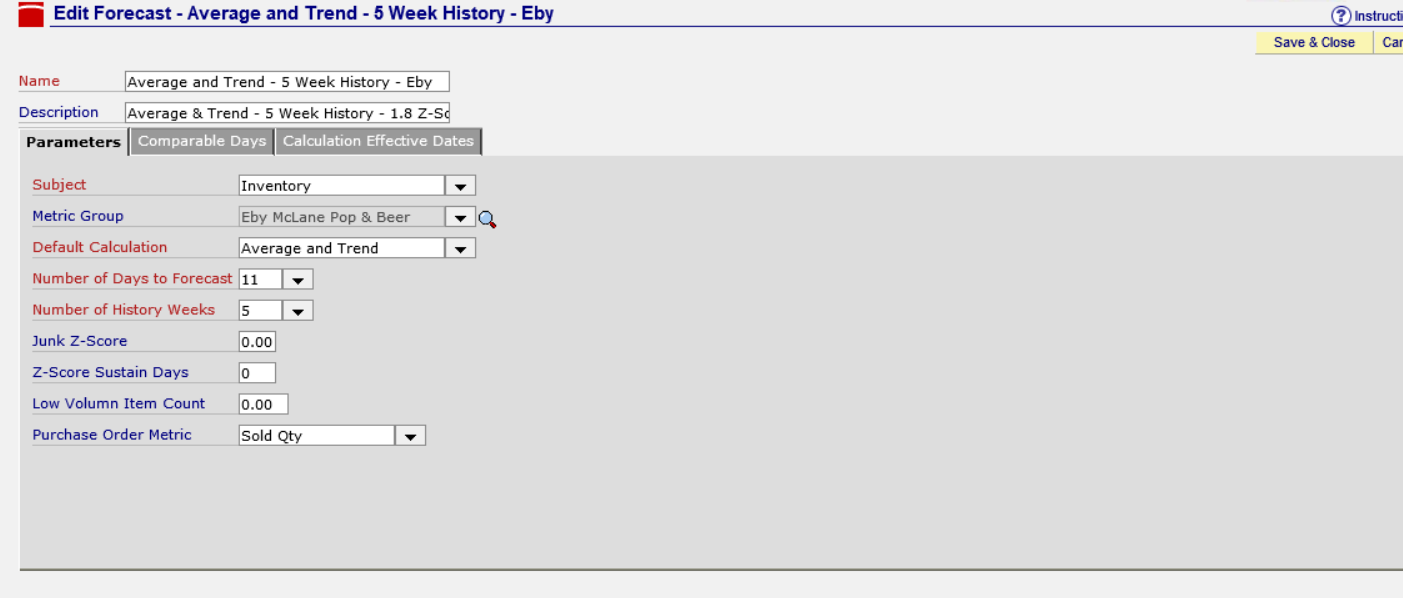 Edit Forecast - Average and Trend - 5 Week History - Eby
? Instructi
Save & Close Can
Name Average and Trend - 5 Week History - Eby
Description Average & Trend - 5 Week History - 1.8 Z-Sc
Parameters Comparable Days Calculation Effective Dates
Subject Inventory
Metric Group Eby McLane Pop & Beer
Default Calculation Average and Trend
Number of Days to Forecast 11
Number of History Weeks 5
Junk Z-Score 0.00
Z-Score Sustain Days 0
Low Volumn Item Count 0.00
Purchase Order Metric Sold Qty